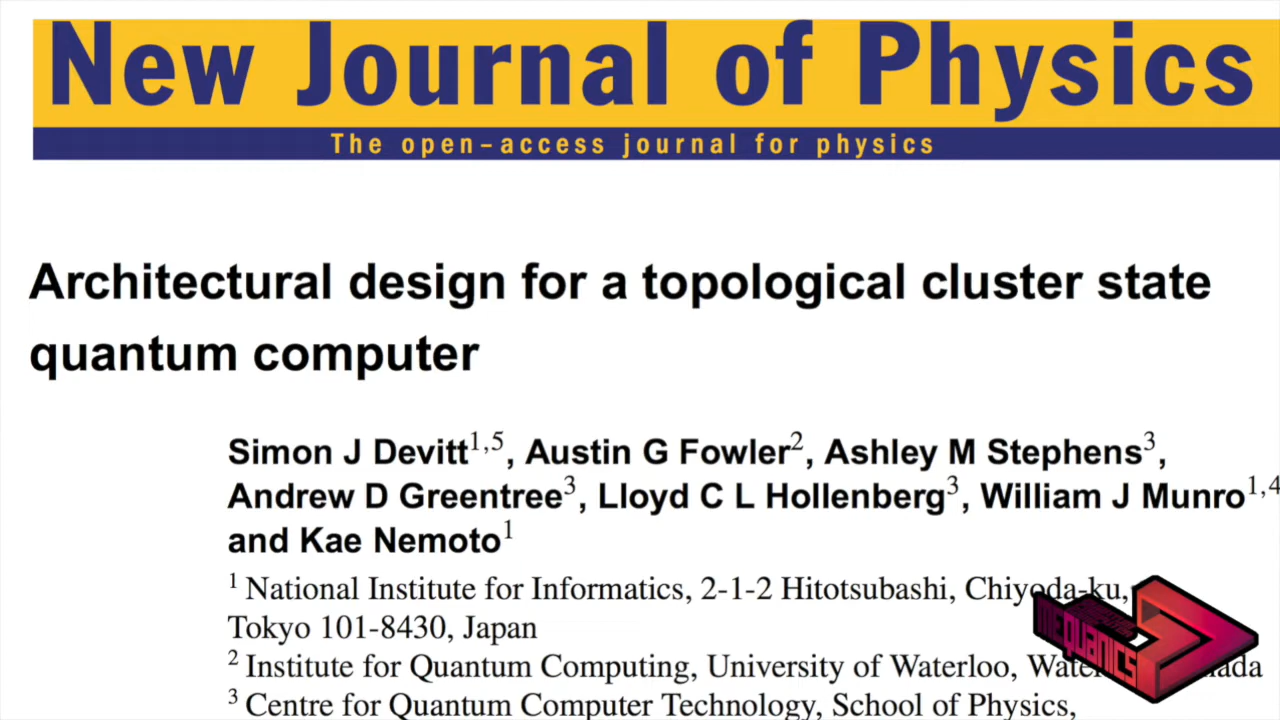 New Journal of Physics
The open–access journal for physics
Architectural design for a topological cluster state
quantum computer
Simon J Devitt1,5, Austin G Fowler2, Ashley M Stephens3,
Andrew D Greentree3, Lloyd C L Hollenberg3, William J Munro1,4
and Kae Nemoto1
1 National Institute for Informatics, 2-1-2 Hitotsubashi, Chiyoda-ku,
Tokyo 101-8430, Japan
2 Institute for Quantum Computing, University of Waterloo,
3 Centre for Quantum Computer Technology, School of Physics,
meQuanics